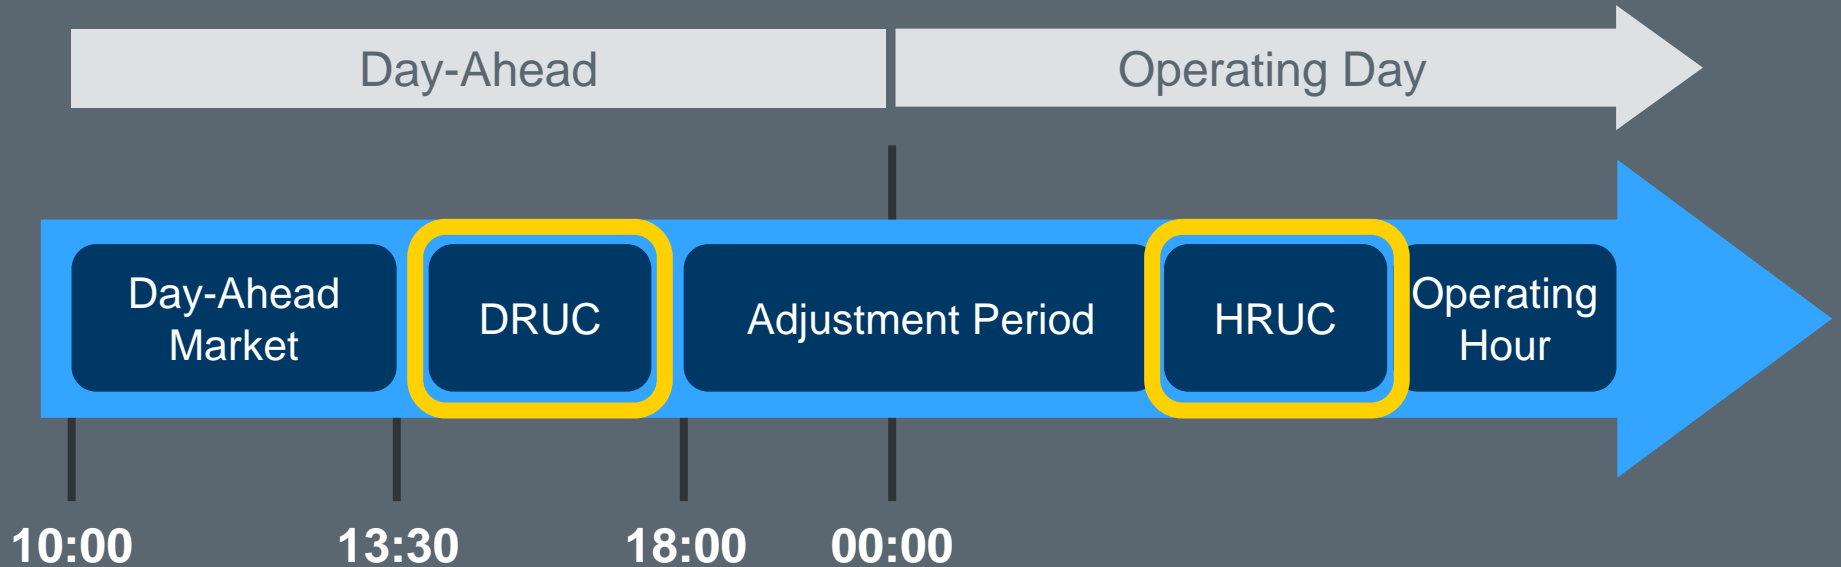 Day-Ahead
Operating Day
Day-Ahead
Market
DRUC
Adjustment Period
HRUC
Operating
Hour
10:00
13:30
18:00
00:00